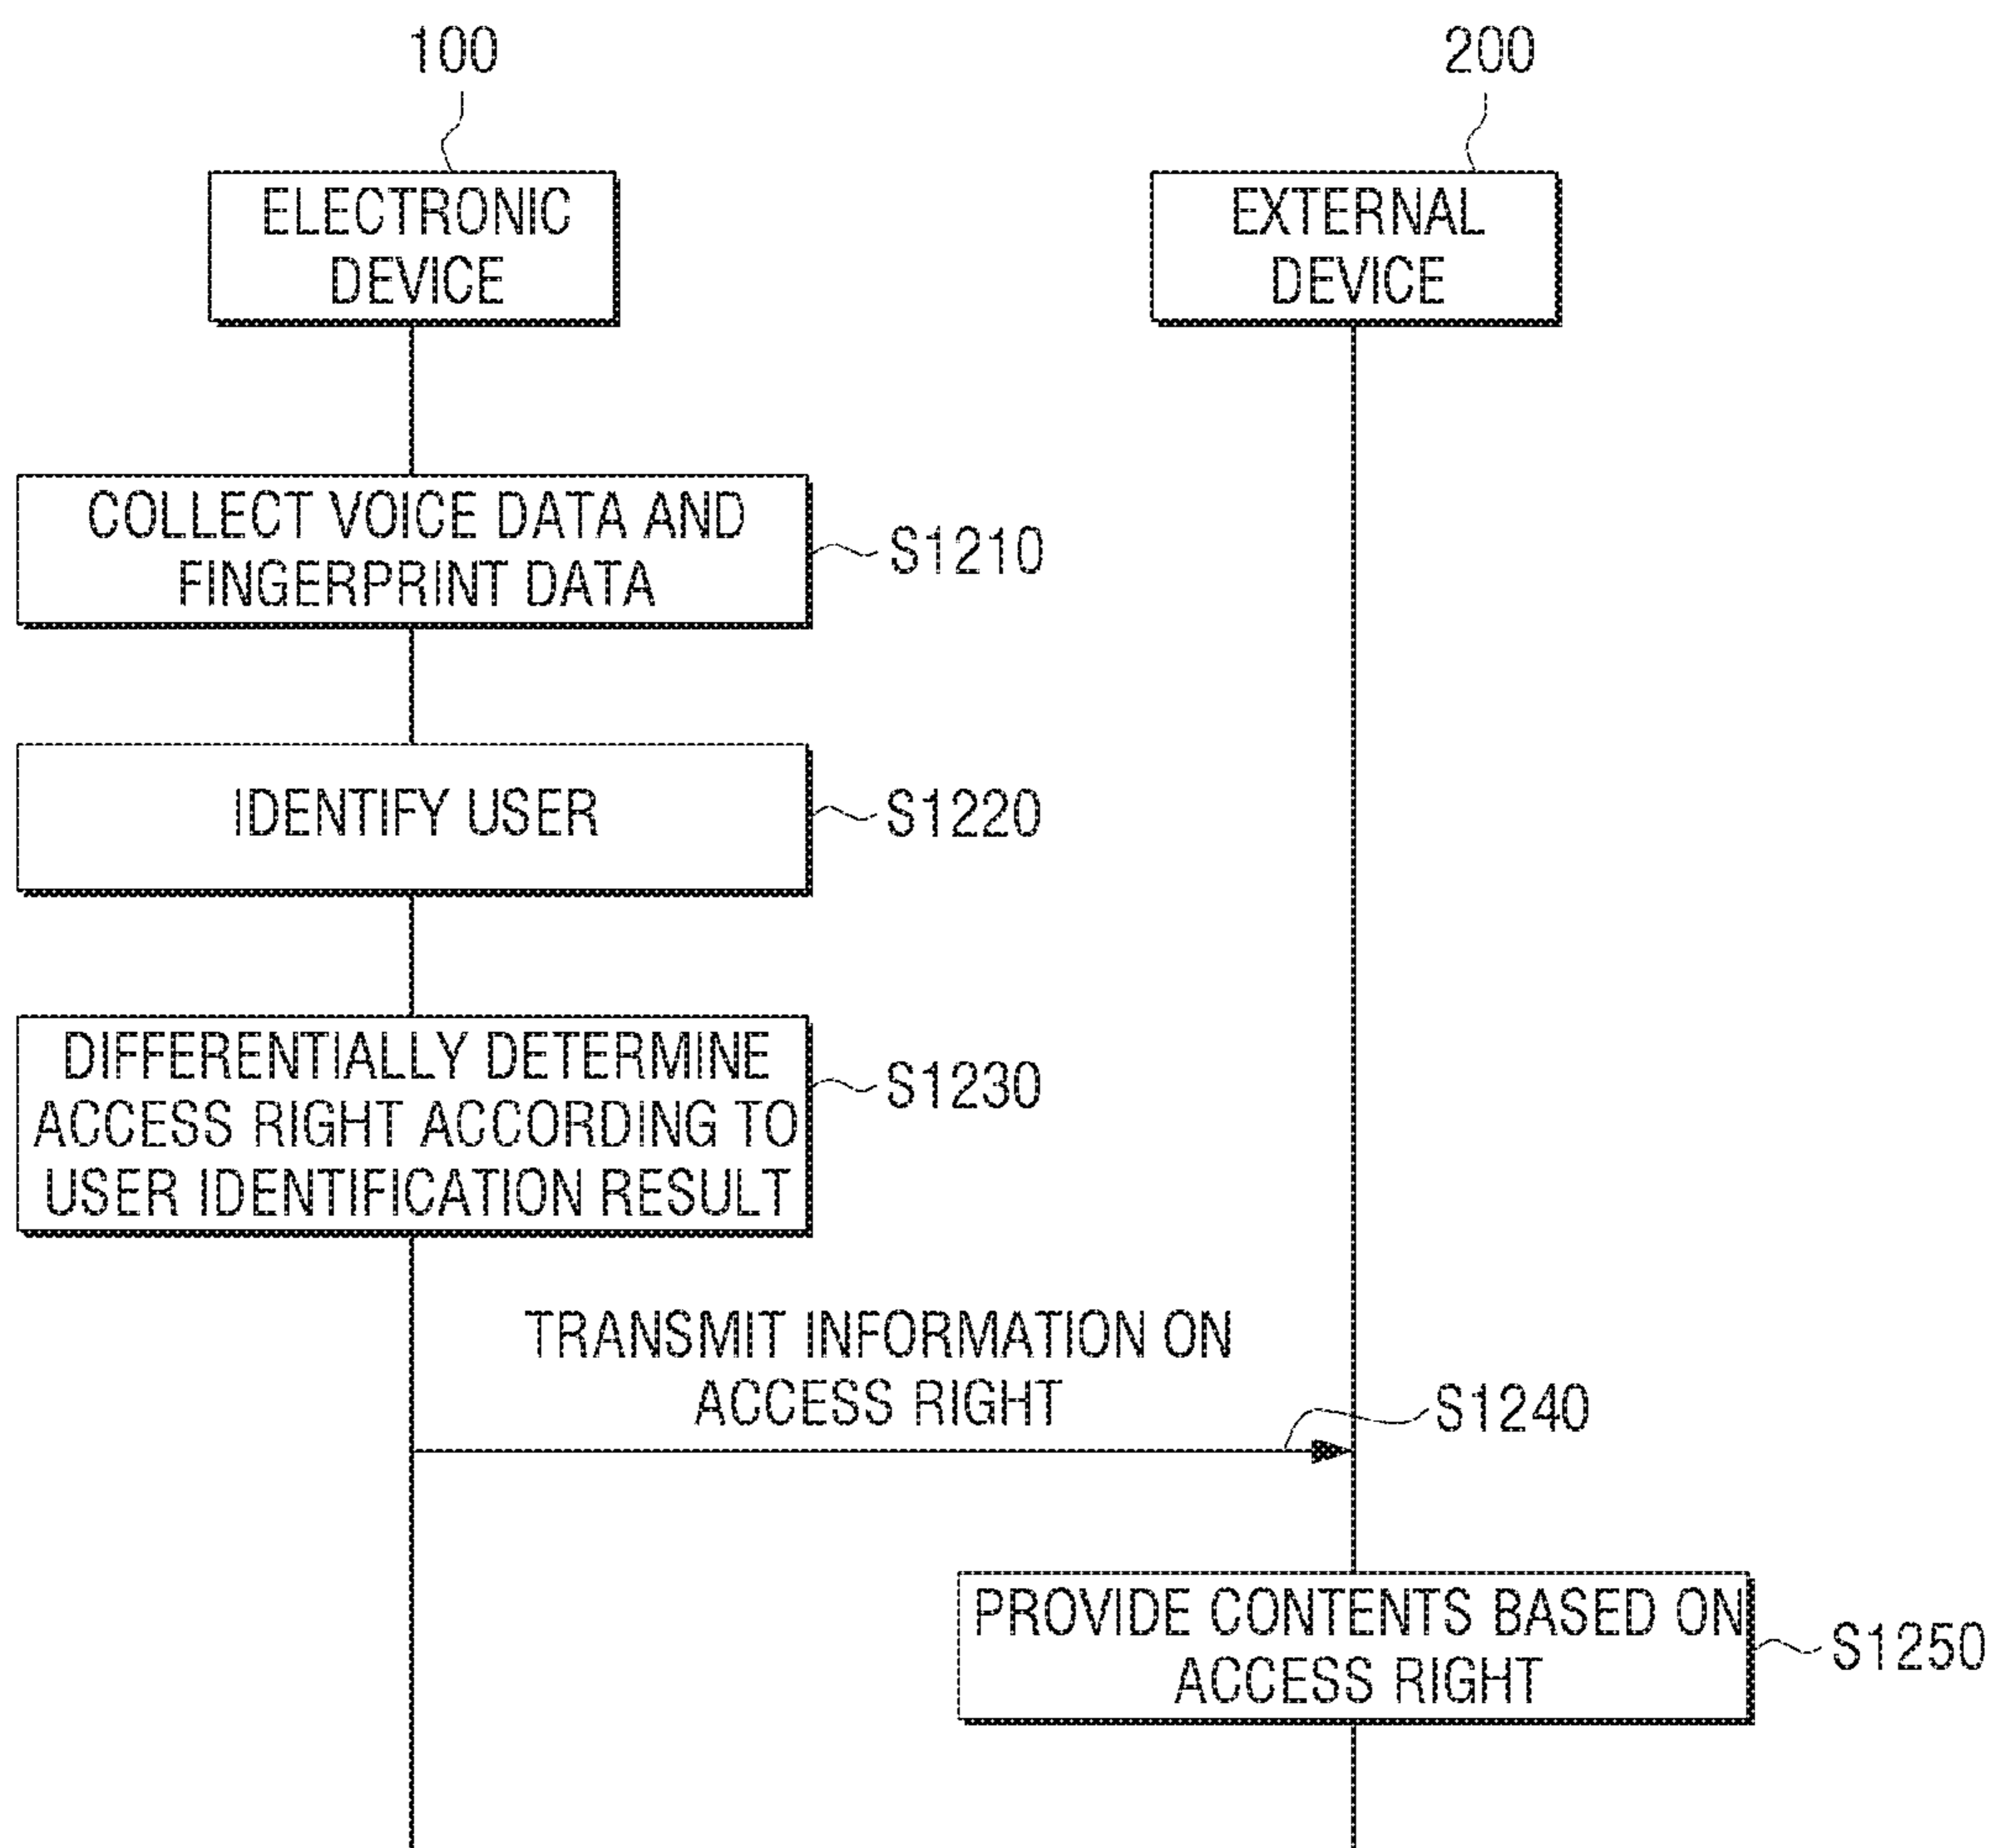 100
200
ELECTRONIC
DEVICE
EXTERNAL
DEVICE
COLLECT VOICE DATA AND
FINGERPRINT DATA
S1210
IDENTIFY USER
S1220
DIFFERENTIALLY DETERMINE
ACCESS RIGHT ACCORDING TO
USER IDENTIFICATION RESULT
S1230
TRANSMIT INFORMATION ON
ACCESS RIGHT
S1240
PROVIDE CONTENTS BASED ON
ACCESS RIGHT
S1250